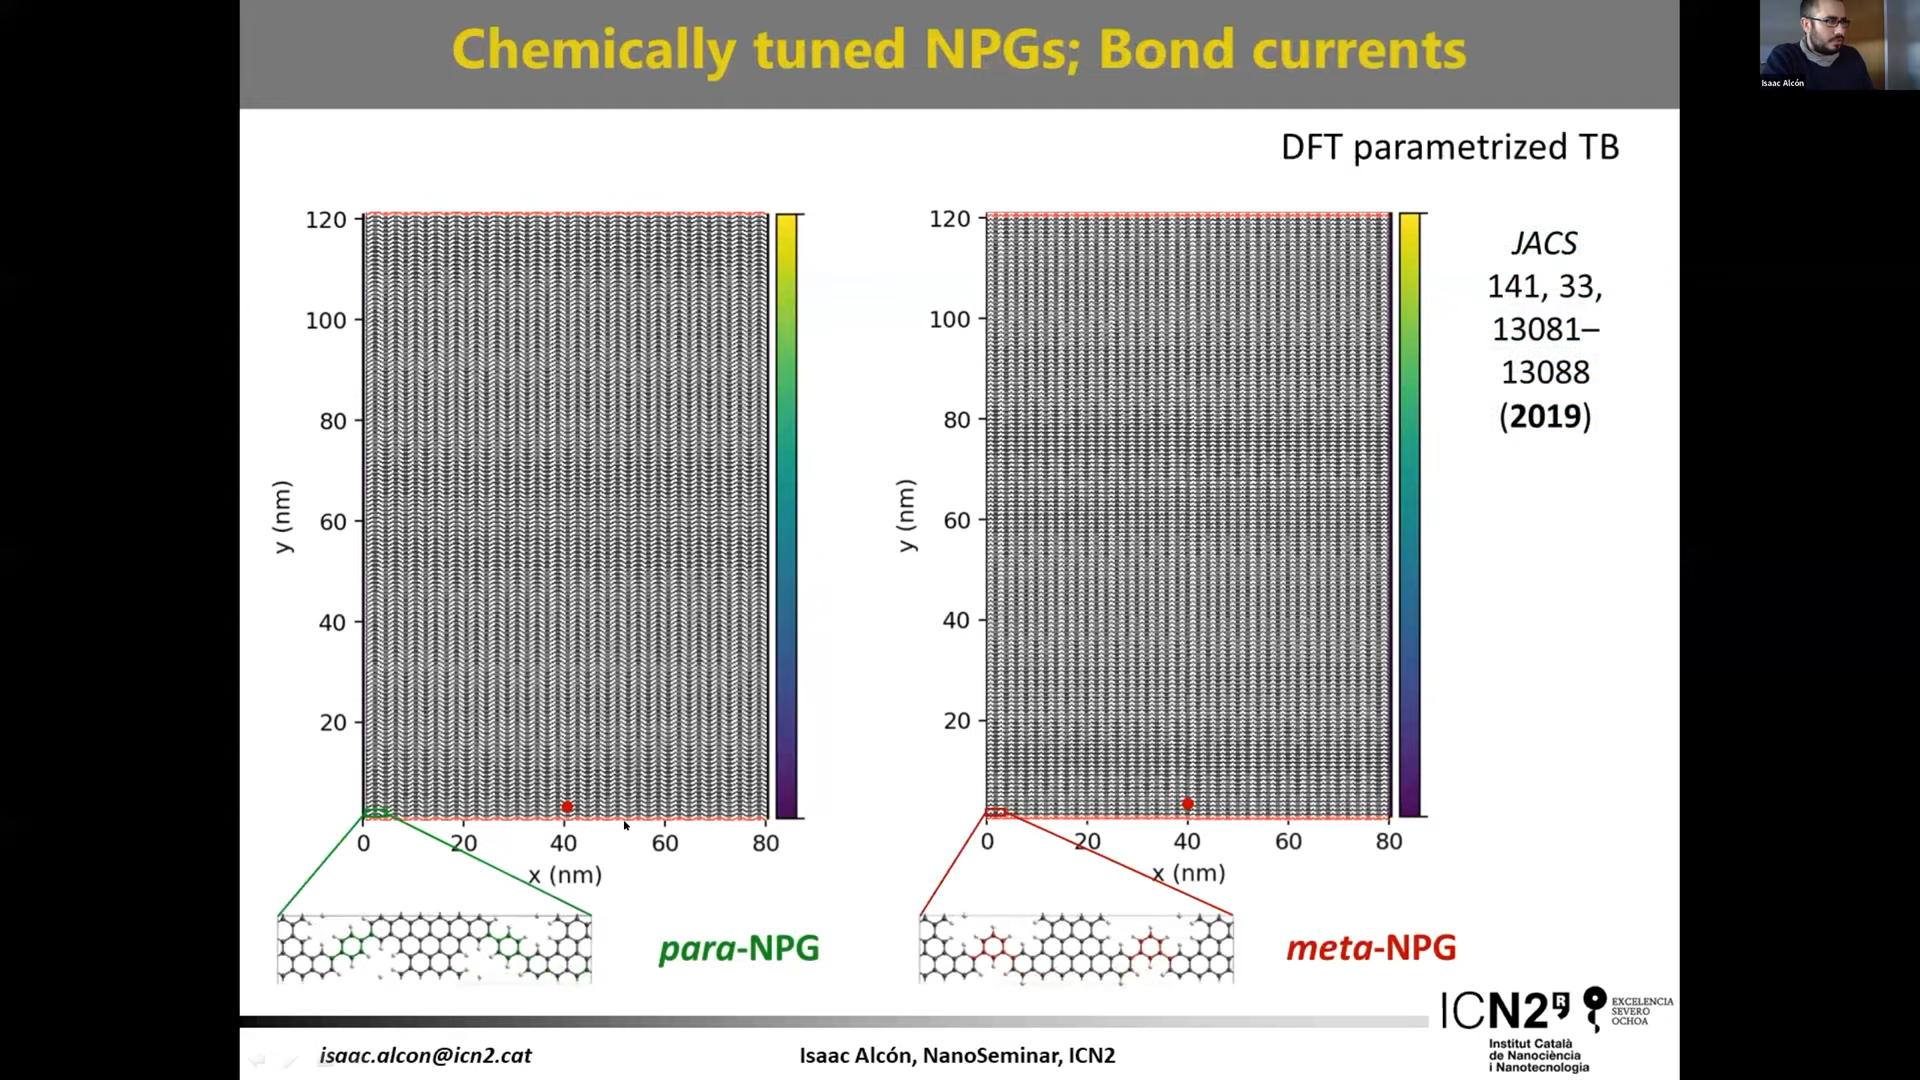 Chemically tuned NPGs; Bond currents
Isaac Alcón
DFT parametrized TB
120
100
80
60
40
20
y (nm)
0 20 40 60 80
x (nm)
120
100
80
60
40
20
y (nm)
0 20 40 60 80
x (nm)
JACS
141, 33,
13081–
13088
(2019)
para-NPG
meta-NPG
ICN2R
EXCELENCIA
SEVERO
OCHOA
Institut Català
de Nanociència
i Nanotecnologia
isaac.alcon@icn2.cat
Isaac Alcón, NanoSeminar, ICN2